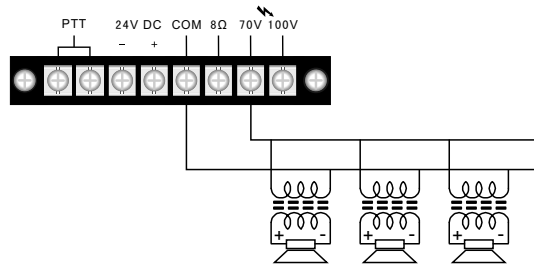 PTT 24V DC COM 8Ω 70V 100V
– +
+ - + - + -